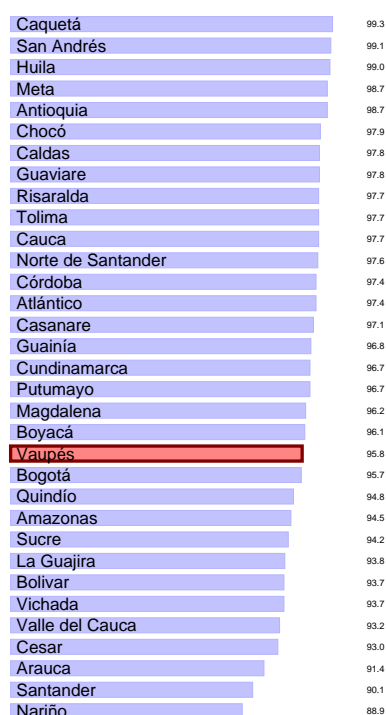 Caquetá 99.3
San Andrés 99.1
Huila 99.0
Meta 98.7
Antioquia 98.7
Chocó 97.9
Caldas 97.8
Guaviare 97.8
Risaralda 97.7
Tolima 97.7
Cauca 97.7
Norte de Santander 97.6
Córdoba 97.4
Atlántico 97.4
Casanare 97.1
Guainía 96.8
Cundinamarca 96.7
Putumayo 96.7
Magdalena 96.2
Boyacá 96.1
Vaupés 95.8
Bogotá 95.7
Quindío 94.8
Amazonas 94.5
Sucre 94.2
La Guajira 93.8
Bolivar 93.7
Vichada 93.7
Valle del Cauca 93.2
Cesar 93.0
Arauca 91.4
Santander 90.1
Nariño 88.9